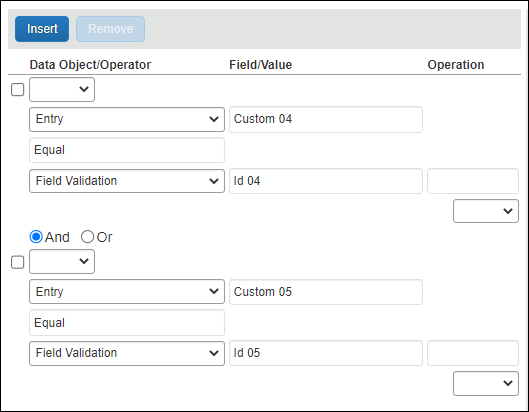 Insert Remove
Data Object/Operator Field/Value Operation
Entry Custom 04
Equal
Field Validation Id 04
And Or
Entry Custom 05
Equal
Field Validation Id 05